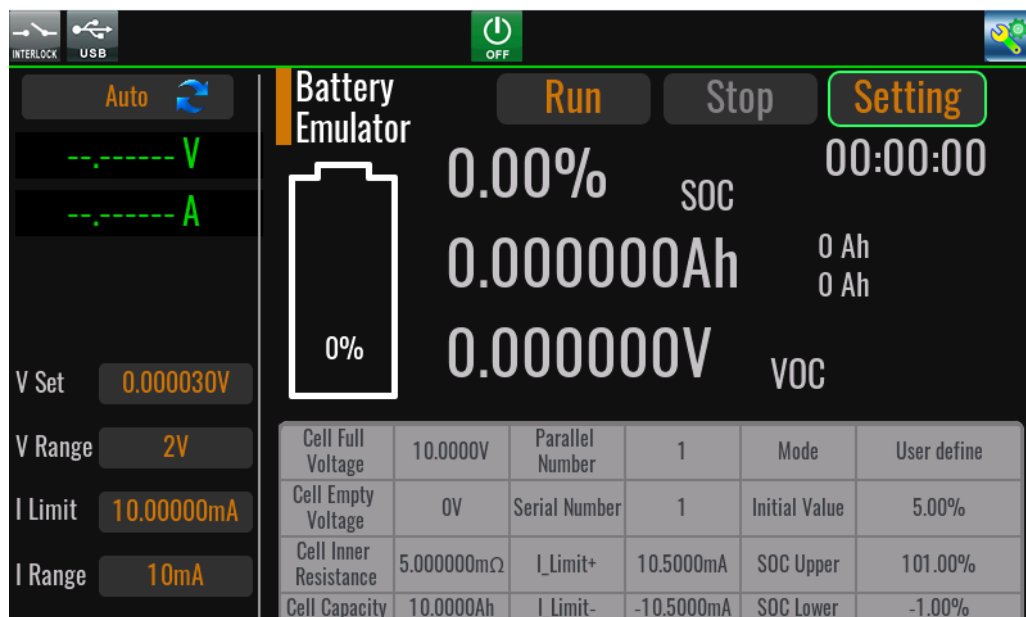 INTERLOCK USB OFF
Auto
--.------ V
--.------ A
V Set 0.000030V
V Range 2V
I Limit 10.00000mA
I Range 10mA
Battery
Emulator
Run Stop Setting
00:00:00
0.00% SOC
0.000000Ah
0 Ah
0 Ah
0.000000V VOC
0%
Cell Full
Voltage
10.0000V
Parallel
Number
1
Mode
User define
Cell Empty
Voltage
0V
Serial Number
1
Initial Value
5.00%
Cell Inner
Resistance
5.000000mΩ
I_Limit+
10.5000mA
SOC Upper
101.00%
Cell Capacity
10.0000Ah
I_Limit-
-10.5000mA
SOC Lower
-1.00%